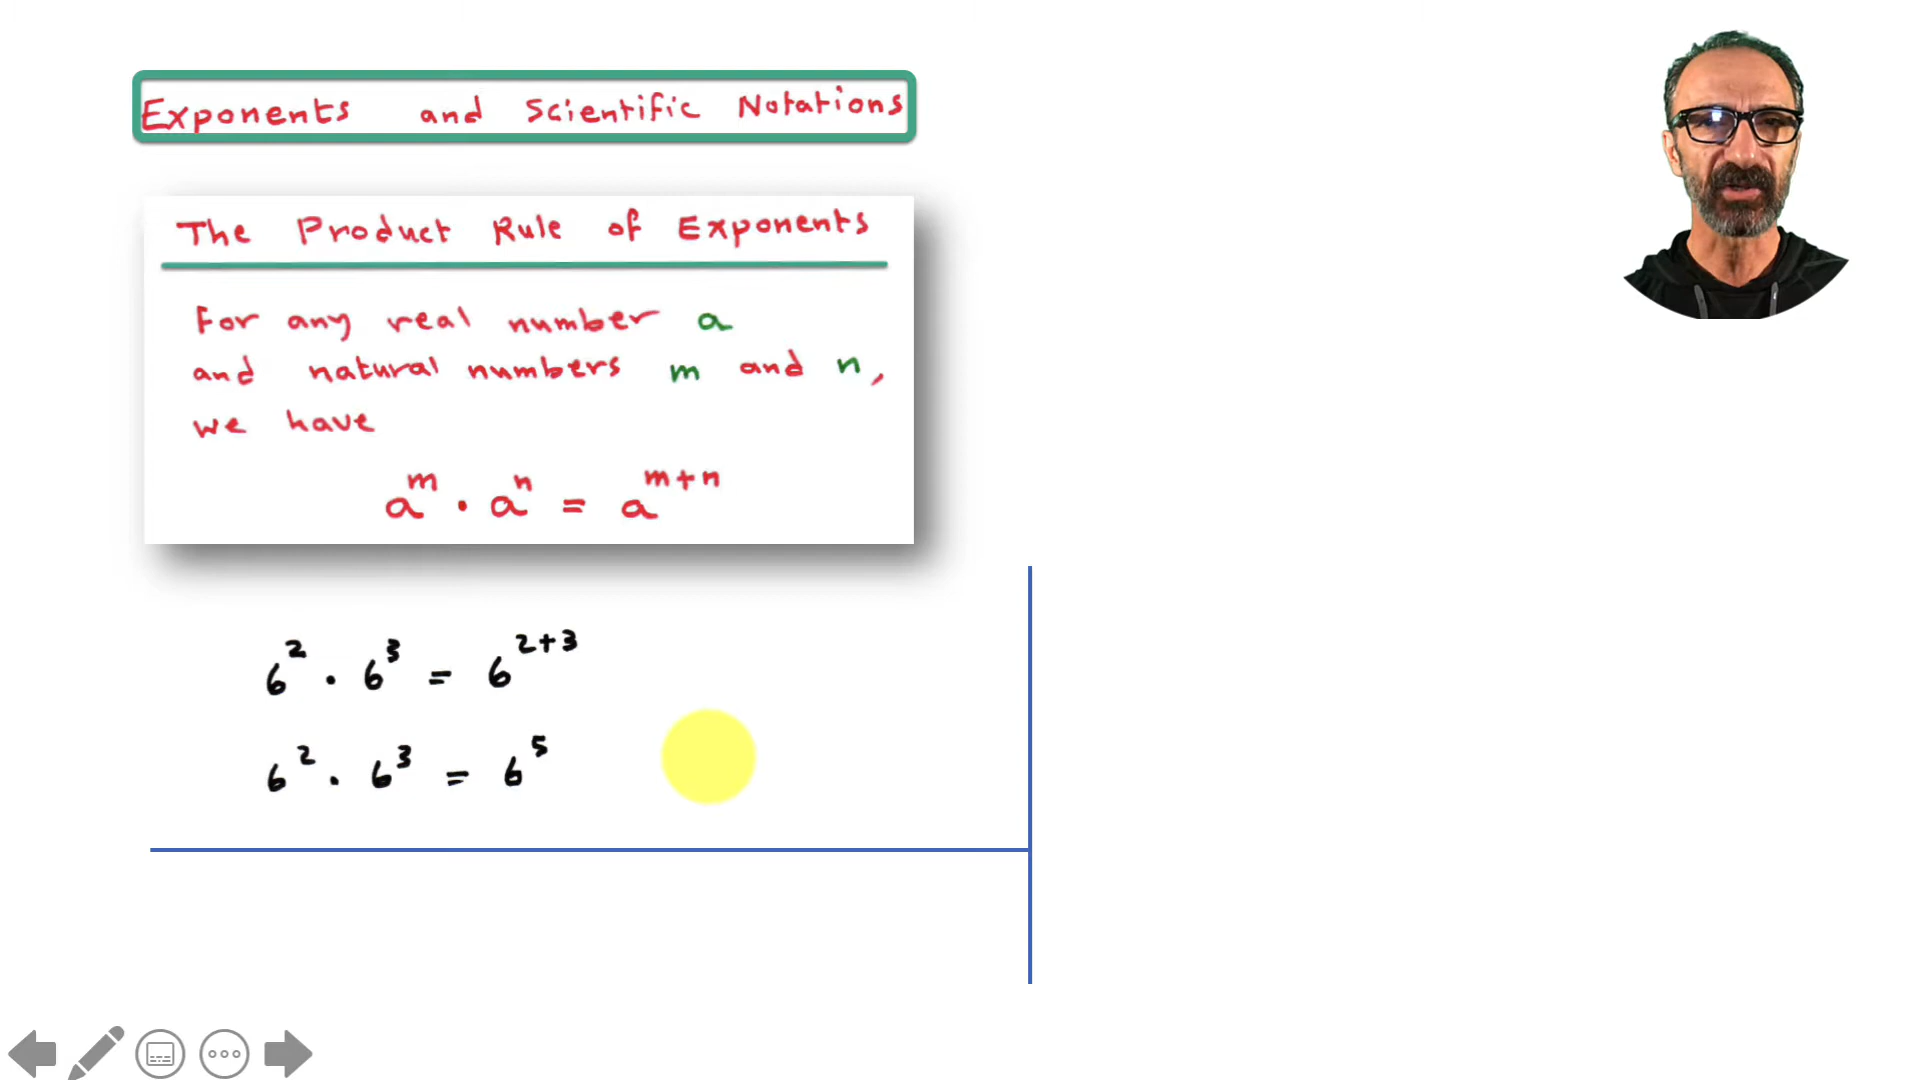 Exponents and Scientific Notations
The Product Rule of Exponents
For any real number a
and natural numbers m and n,
we have
a^m · a^n = a^{m+n}
6^2 · 6^3 = 6^{2+3}
6^2 · 6^3 = 6^5